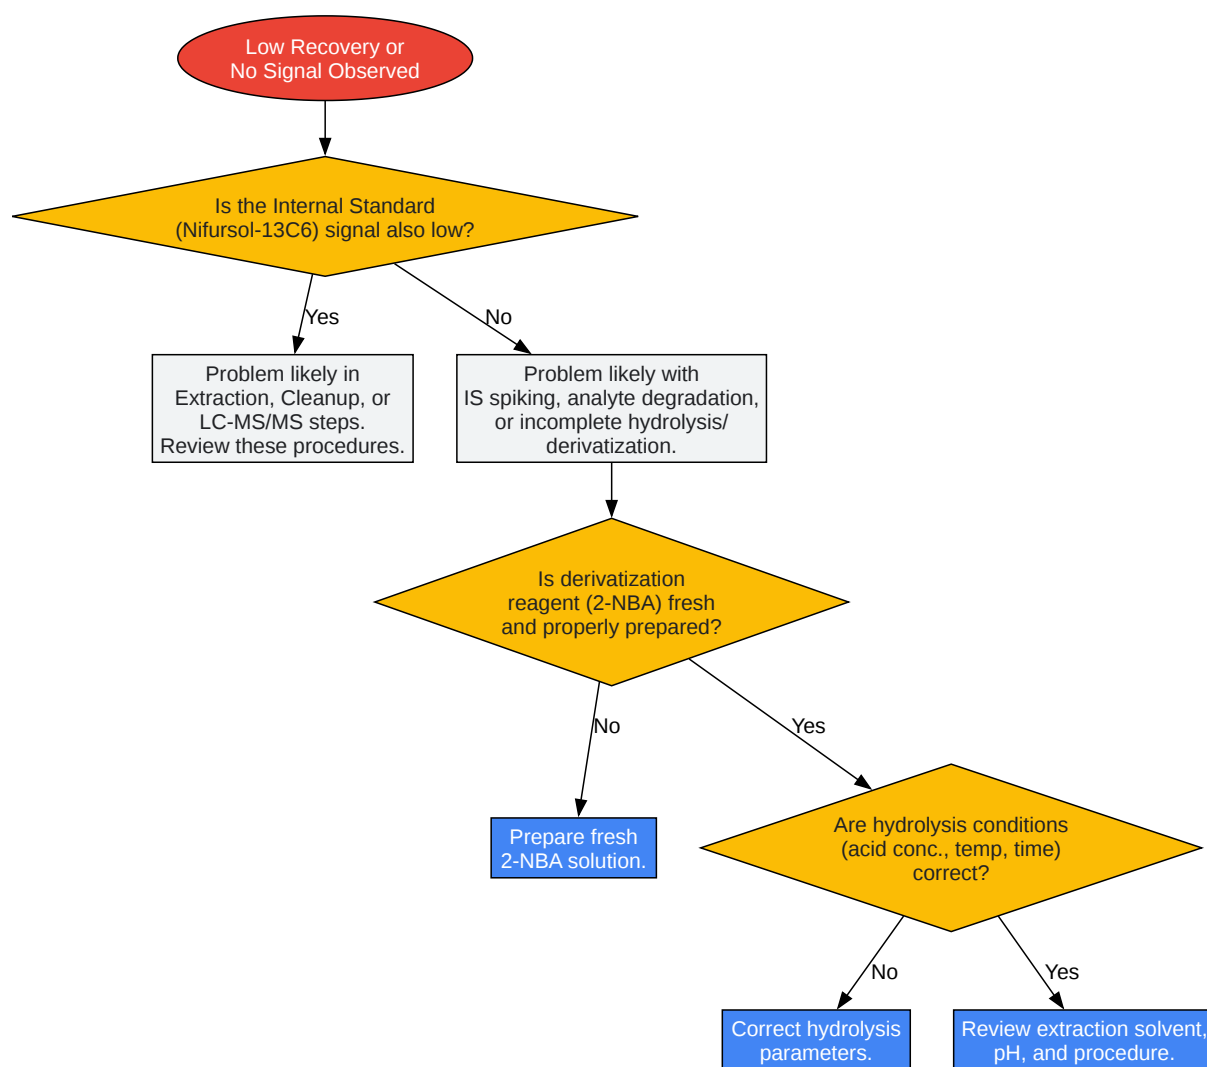 Low Recovery or
No Signal Observed
Is the Internal Standard
(Nifursol-13C6) signal also low?
Yes
No
Problem likely in
Extraction, Cleanup, or
LC-MS/MS steps.
Review these procedures.
Problem likely with
IS spiking, analyte degradation,
or incomplete hydrolysis/
derivatization.
Is derivatization
reagent (2-NBA) fresh
and properly prepared?
No
Yes
Prepare fresh
2-NBA solution.
Are hydrolysis conditions
(acid conc., temp, time)
correct?
No
Yes
Correct hydrolysis
parameters.
Review extraction solvent,
pH, and procedure.